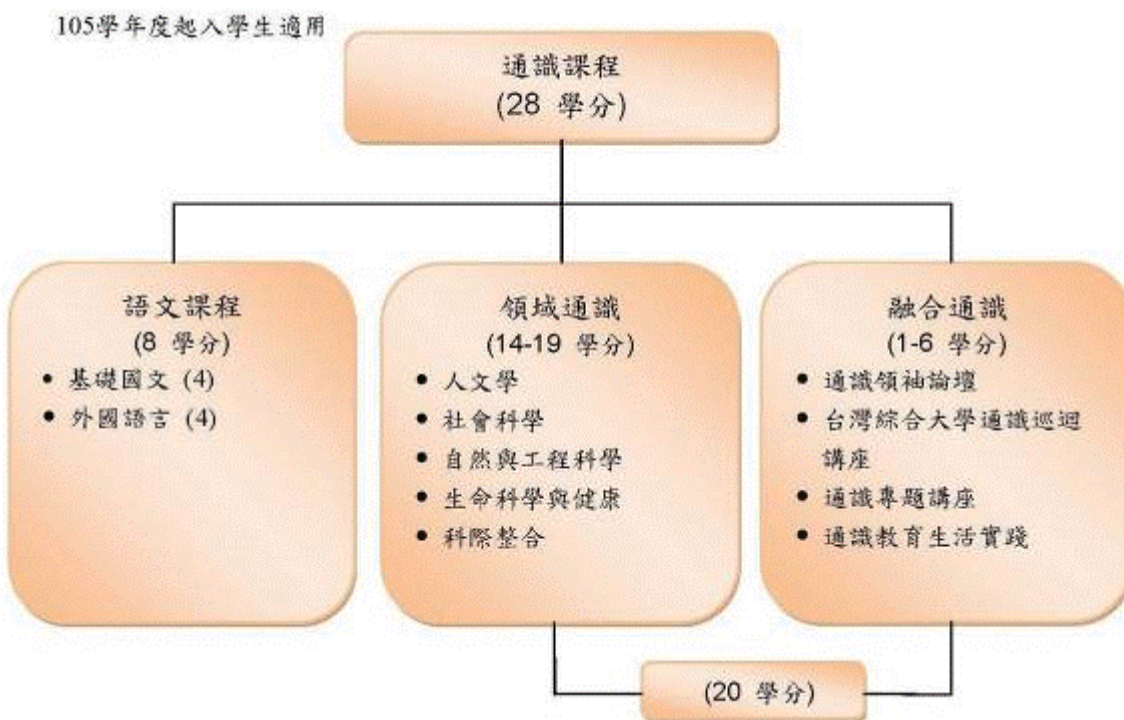 105學年度起入學生適用
通識課程
(28 學分)
語文課程
(8 學分)
• 基礎國文 (4)
• 外國語言 (4)
領域通識
(14-19 學分)
• 人文學
• 社會科學
• 自然與工程科學
• 生命科學與健康
• 科際整合
融合通識
(1-6 學分)
• 通識領袖論壇
• 台灣綜合大學通識巡迴
講座
• 通識專題講座
• 通識教育生活實踐
(20 學分)